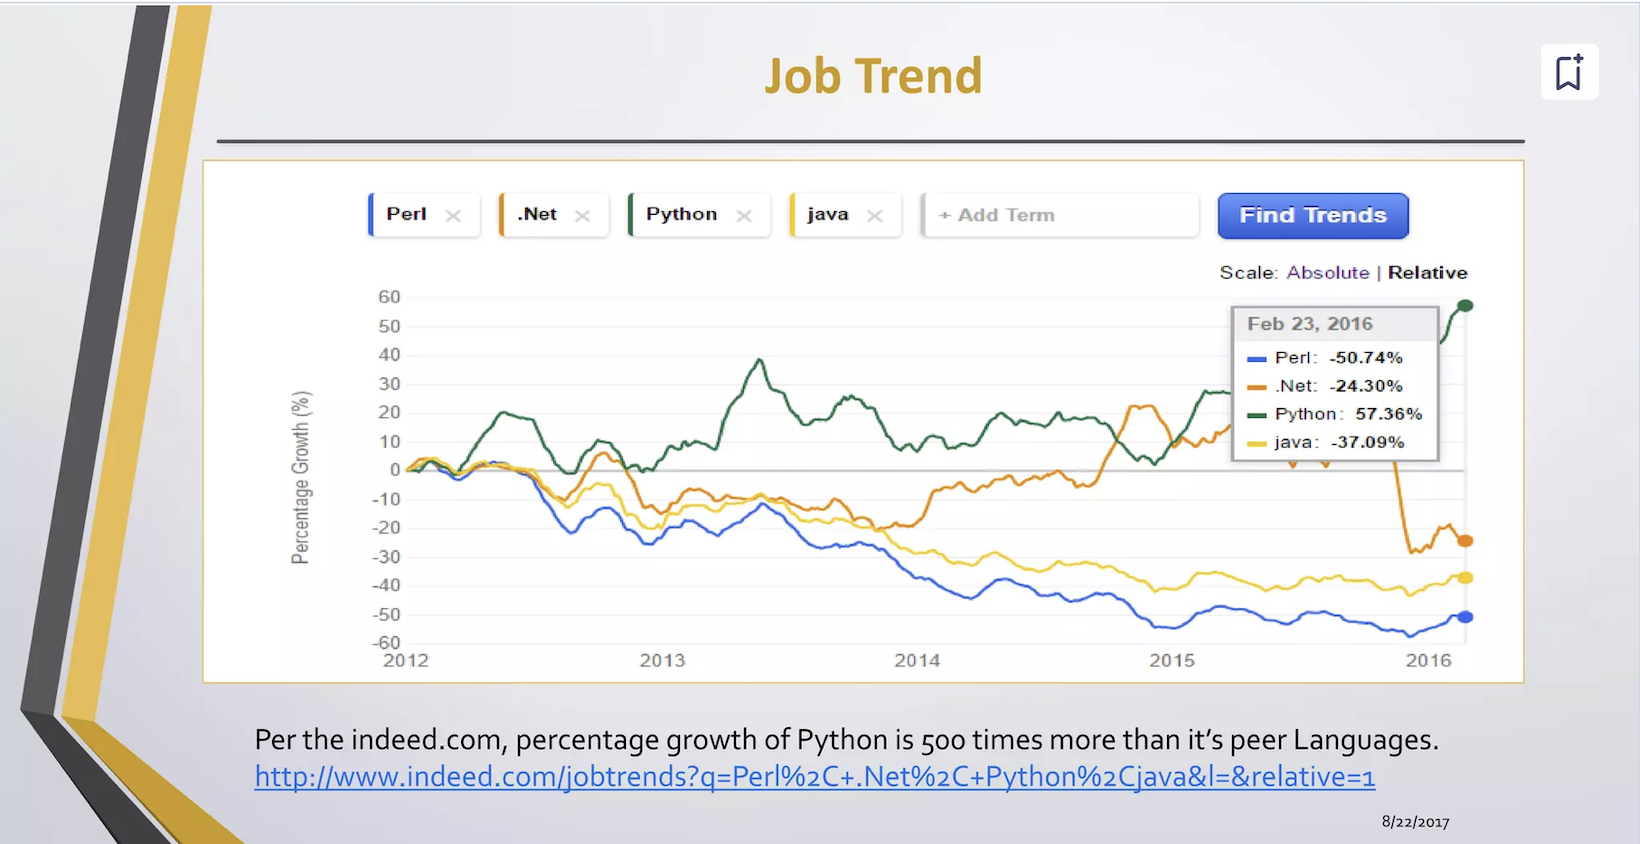 Job Trend
Perl ×
.Net ×
Python ×
java ×
+ Add Term
Find Trends
Scale: Absolute | Relative
Percentage Growth (%)
60
50
40
30
20
10
0
-10
-20
-30
-40
-50
-60
2012 2013 2014 2015 2016
Feb 23, 2016
Perl: -50.74%
.Net: -24.30%
Python: 57.36%
java: -37.09%
Per the indeed.com, percentage growth of Python is 500 times more than it’s peer Languages.
http://www.indeed.com/jobtrends?q=Perl%2C+.Net%2C+Python%2Cjava&l=&relative=1
8/22/2017